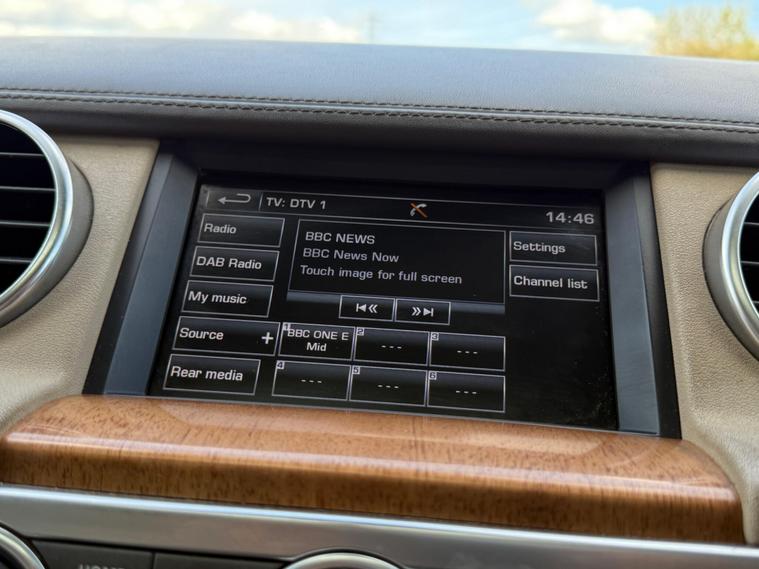 TV: DTV 1
14:46
Radio
DAB Radio
My music
Source +
Rear media
BBC NEWS
BBC News Now
Touch image for full screen
Settings
Channel list
1
BBC ONE E
Mid
2
---
3
---
4
---
5
---
6
---
HOME